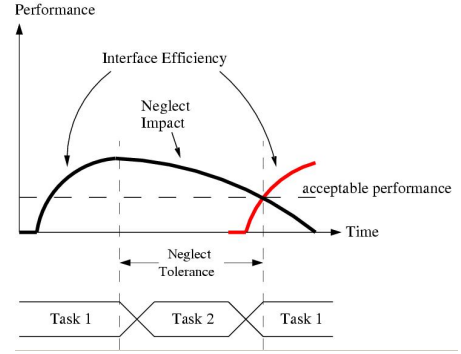 Performance
Interface Efficiency
Neglect
Impact
acceptable performance
Time
Neglect
Tolerance
Task 1
Task 2
Task 1